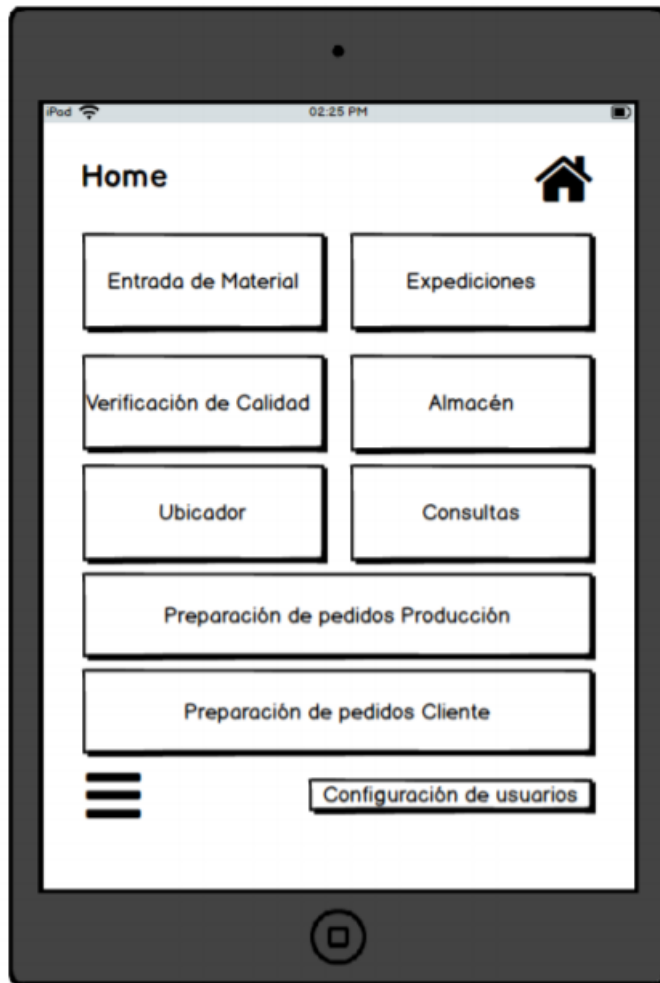 iPad 02:25 PM
Home
Entrada de Material Expediciones
Verificación de Calidad Almacén
Ubicador Consultas
Preparación de pedidos Producción
Preparación de pedidos Cliente
Configuración de usuarios